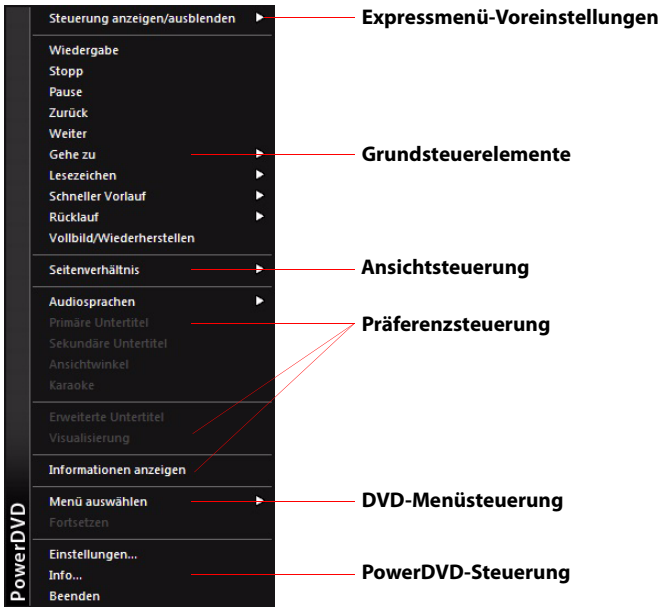 Steuerung anzeigen/ausblenden
Expressmenü-Voreinstellungen
Wiedergabe
Stopp
Pause
Zurück
Weiter
Gehe zu
Grundsteuerelemente
Lesezeichen
Schneller Vorlauf
Rücklauf
Vollbild/Wiederherstellen
Seitenverhältnis
Ansichtsteuerung
Audiosprachen
Primäre Untertitel
Präferenzsteuerung
Sekundäre Untertitel
Ansichtwinkel
Karaoke
Erweiterte Untertitel
Visualisierung
Informationen anzeigen
Menü auswählen
DVD-Menüsteuerung
Fortsetzen
Einstellungen...
Info...
PowerDVD-Steuerung
Beenden
PowerDVD